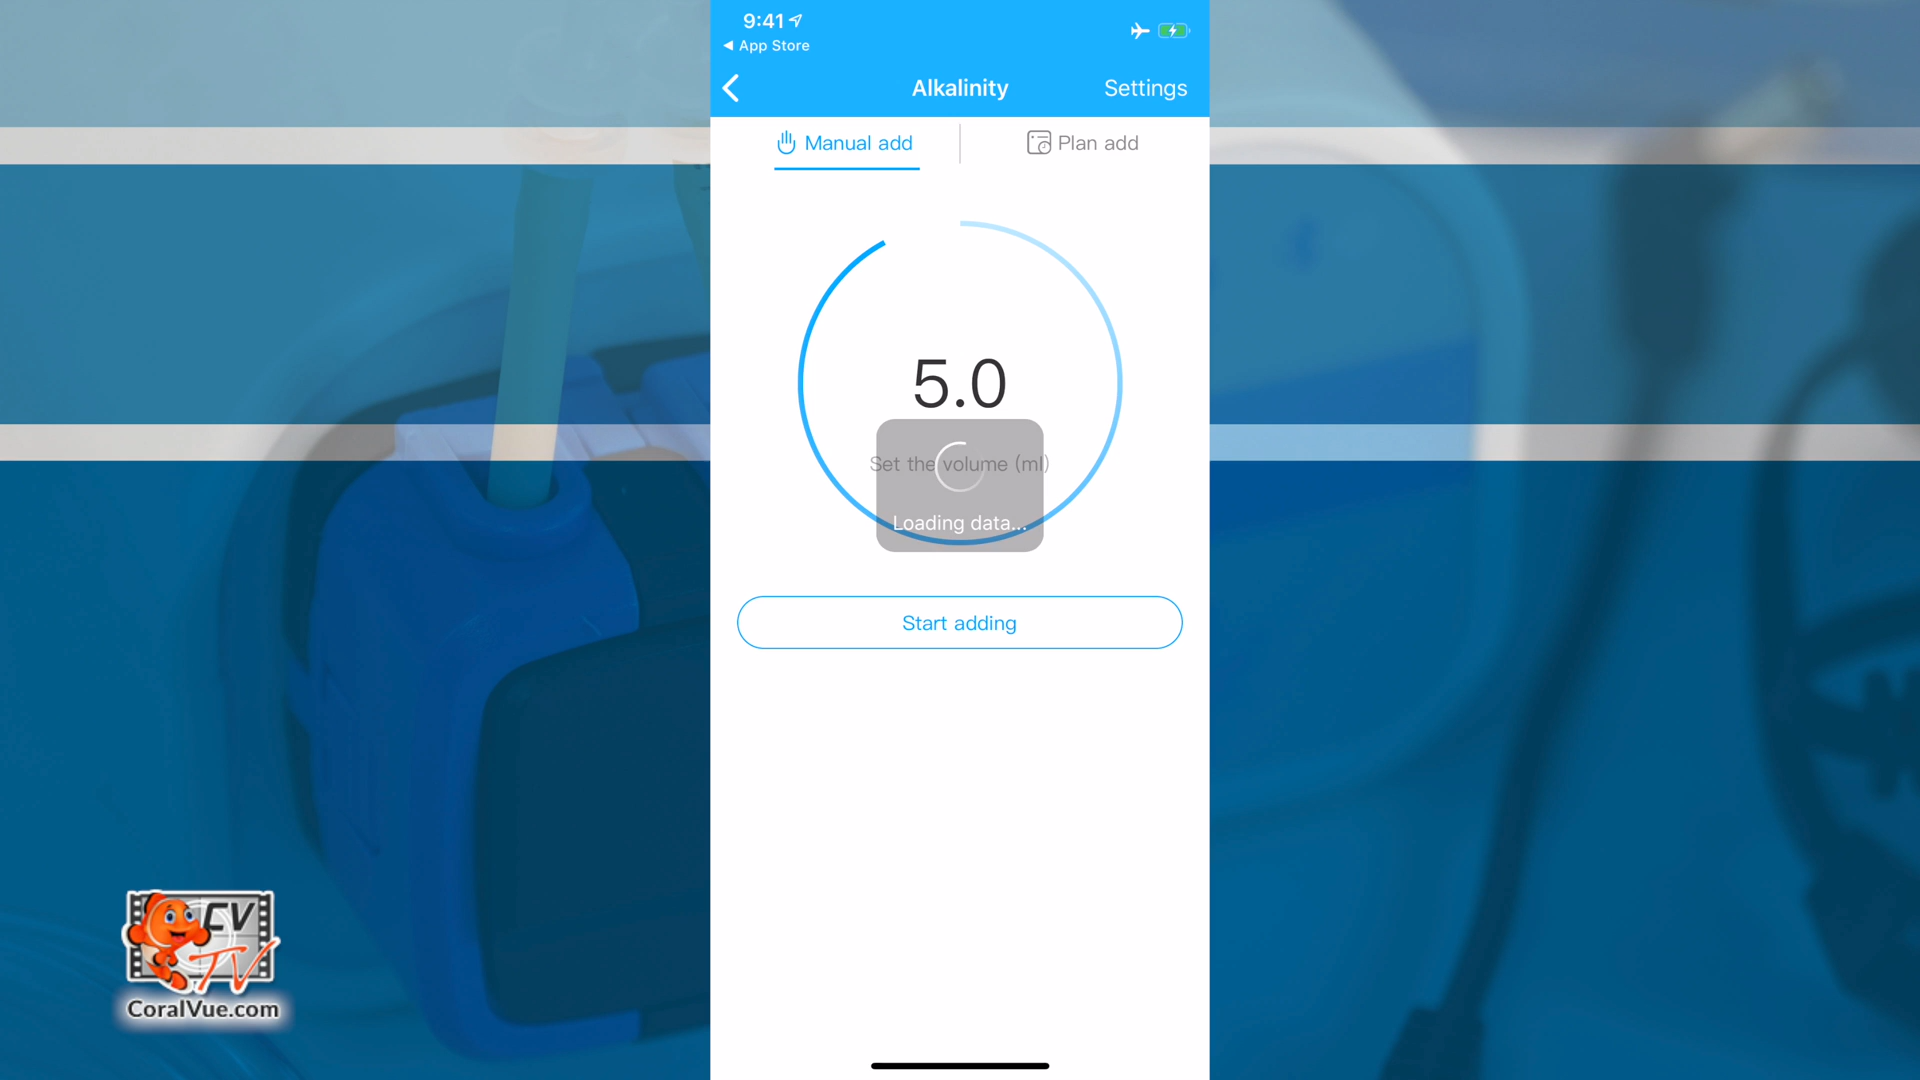 9:41
◀ App Store
Alkalinity
Settings
Manual add
Plan add
5.0
Set the volume (ml)
Loading data...
Start adding
CV
TV
CoralVue.com